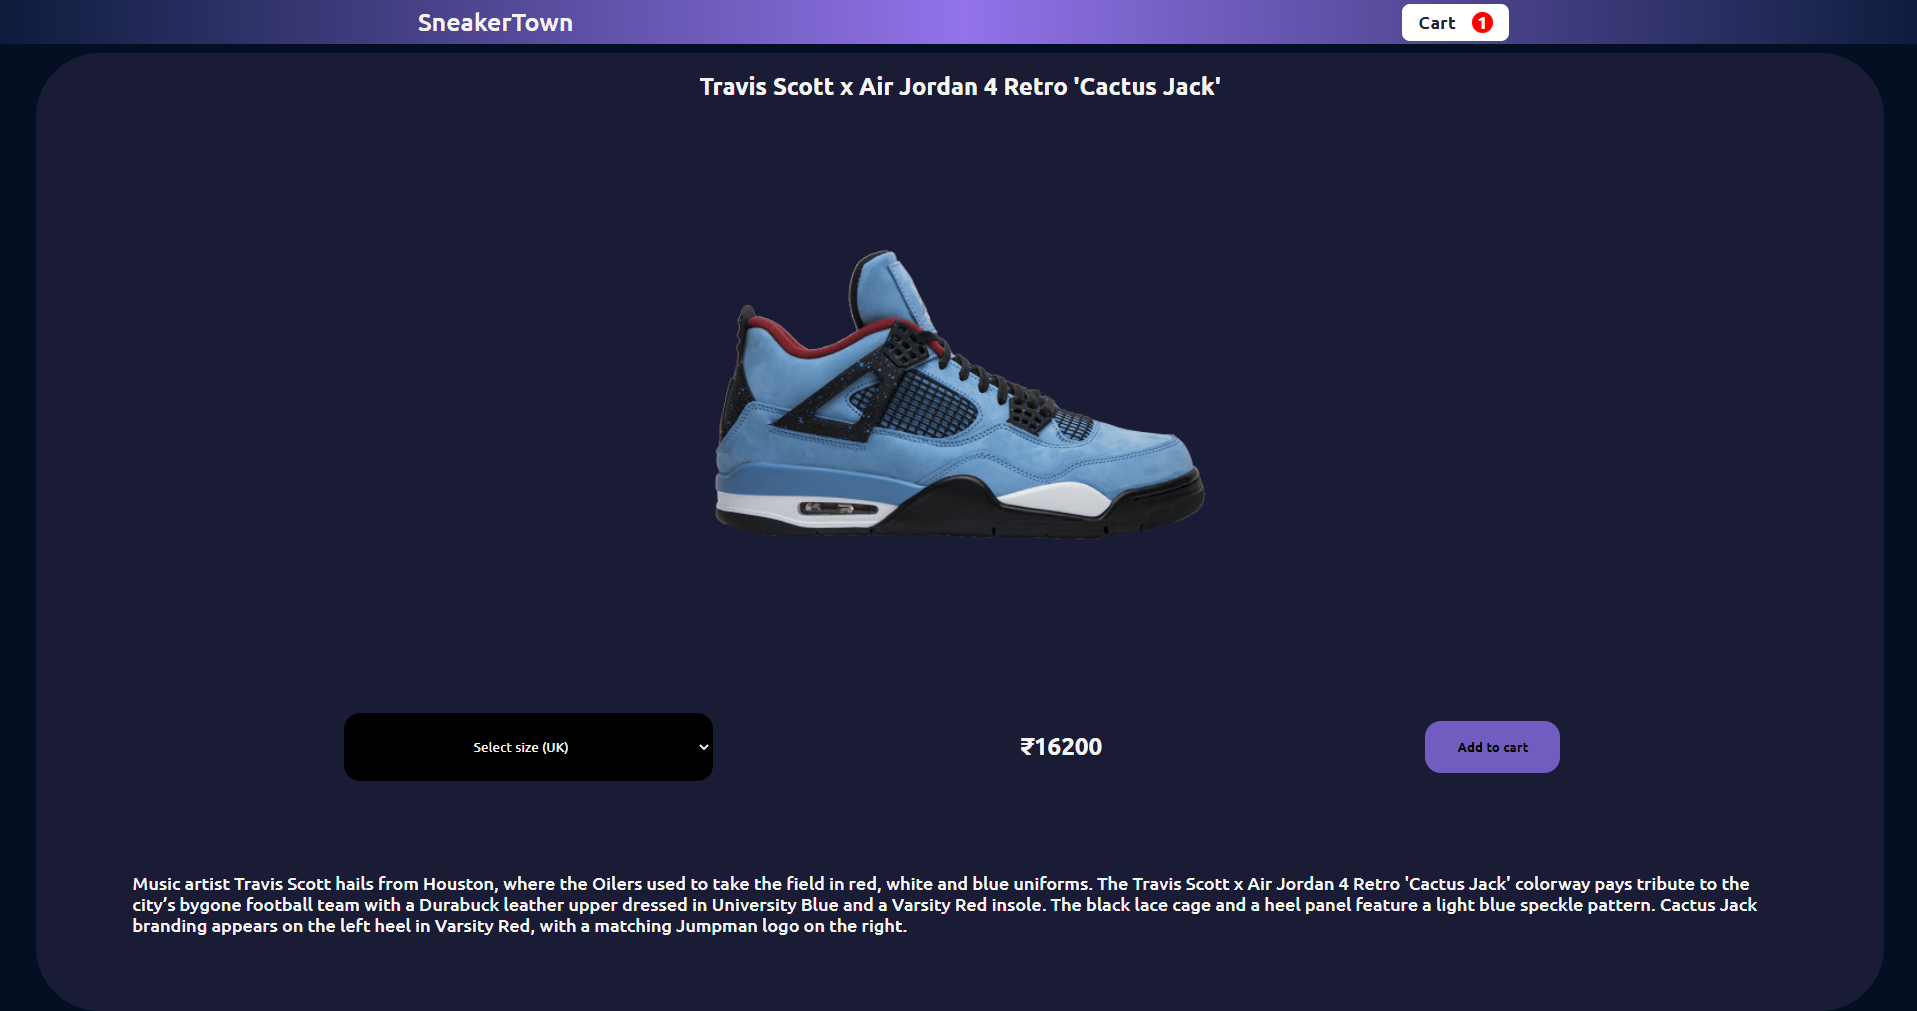 SneakerTown
Cart 1
Travis Scott x Air Jordan 4 Retro 'Cactus Jack'
Select size (UK)
₹16200
Add to cart
Music artist Travis Scott hails from Houston, where the Oilers used to take the field in red, white and blue uniforms. The Travis Scott x Air Jordan 4 Retro 'Cactus Jack' colorway pays tribute to the
city’s bygone football team with a Durabuck leather upper dressed in University Blue and a Varsity Red insole. The black lace cage and a heel panel feature a light blue speckle pattern. Cactus Jack
branding appears on the left heel in Varsity Red, with a matching Jumpman logo on the right.